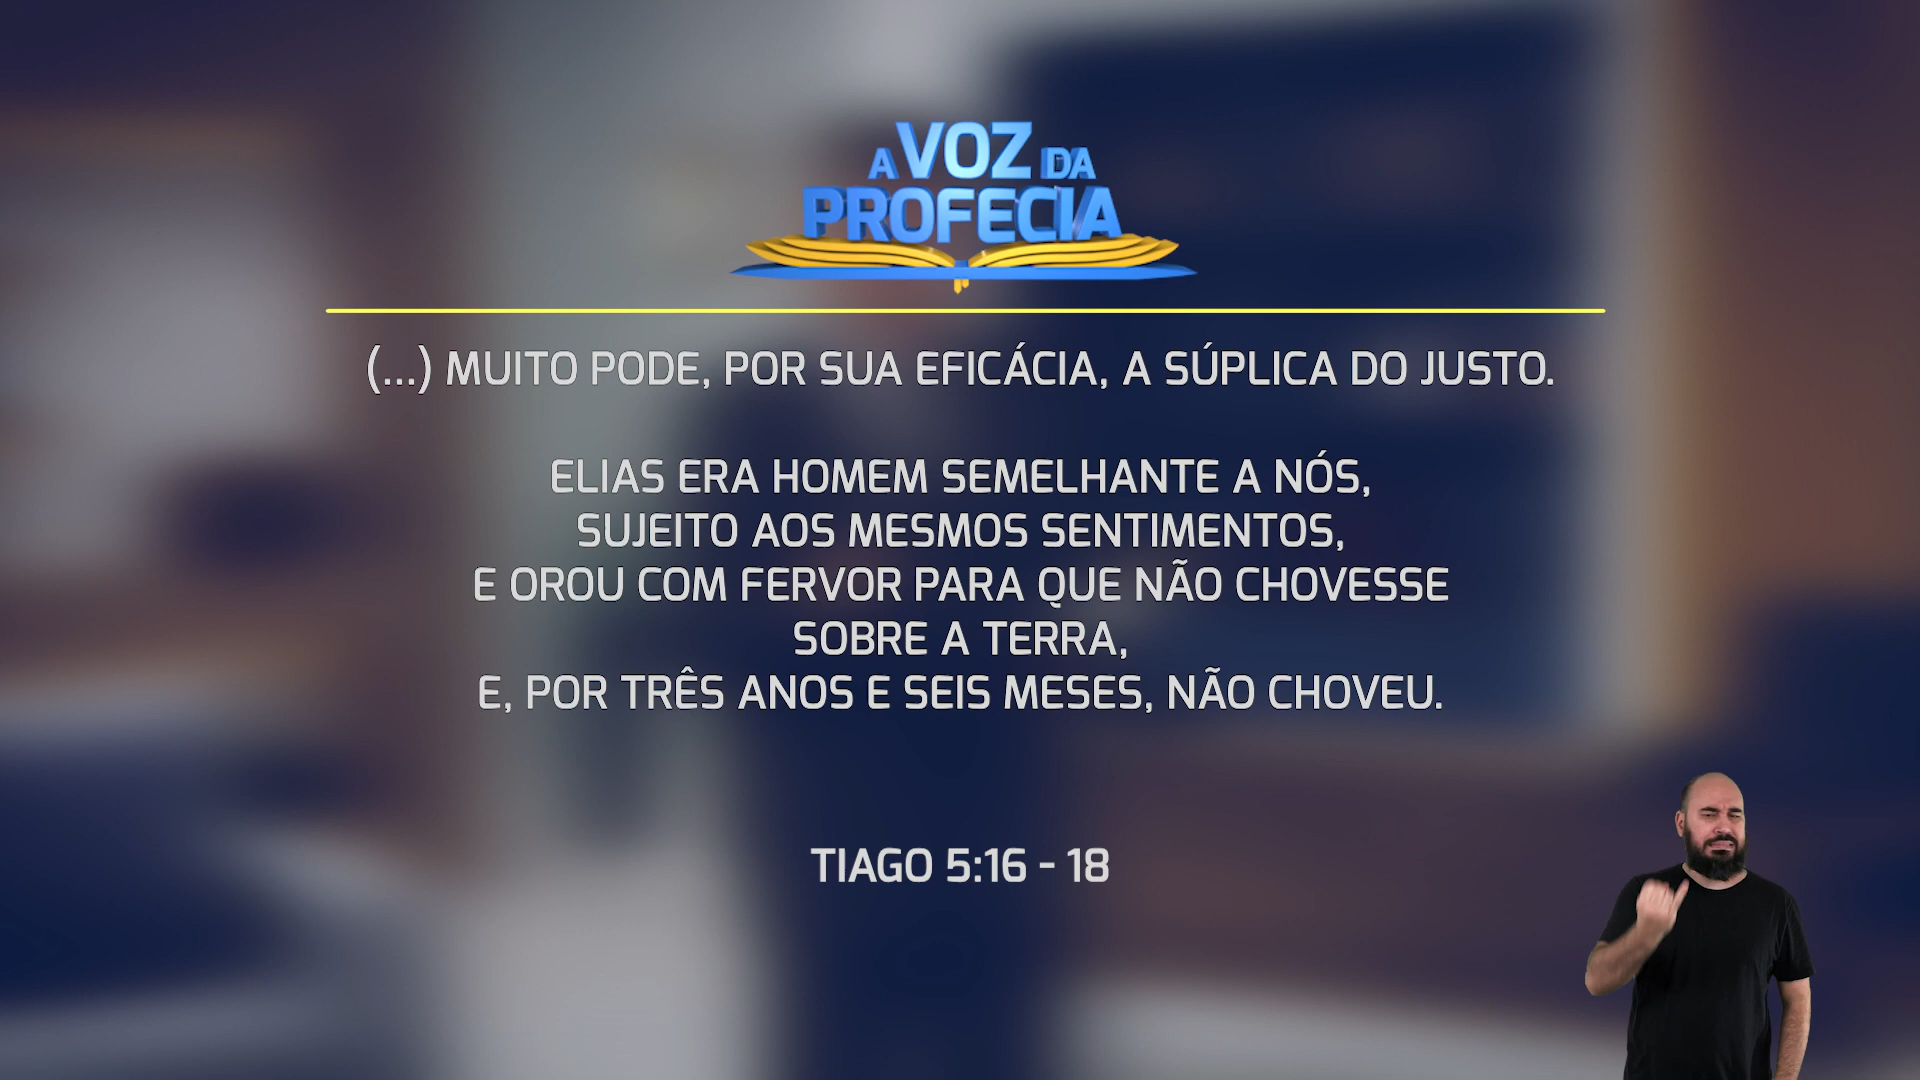 A VOZ DA
PROFECIA
(...) MUITO PODE, POR SUA EFICÁCIA, A SÚPLICA DO JUSTO.
ELIAS ERA HOMEM SEMELHANTE A NÓS,
SUJEITO AOS MESMOS SENTIMENTOS,
E OROU COM FERVOR PARA QUE NÃO CHOVESSE
SOBRE A TERRA,
E, POR TRÊS ANOS E SEIS MESES, NÃO CHOVEU.
TIAGO 5:16 - 18